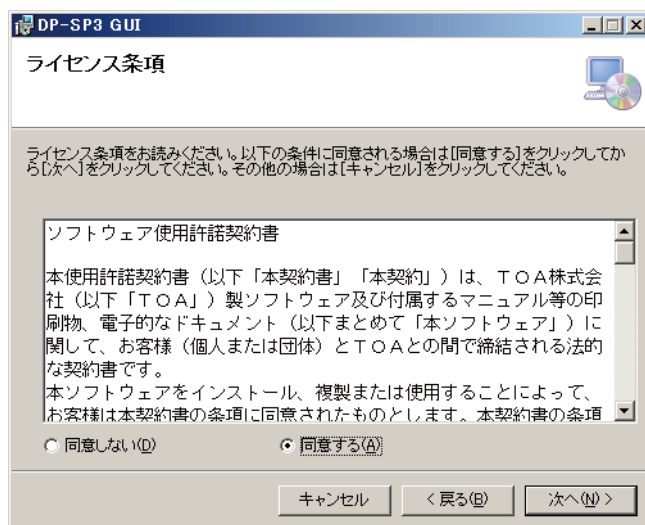 DP-SP3 GUI
ライセンス条項
ライセンス条項をお読みください。以下の条件に同意される場合は[同意する]をクリックしてか
ら[次へ]をクリックしてください。その他の場合は[キャンセル]をクリックしてください。
ソフトウェア使用許諾契約書
本使用許諾契約書（以下「本契約書」「本契約」）は、ＴＯＡ株式会
社（以下「ＴＯＡ」）製ソフトウェア及び付属するマニュアル等の印
刷物、電子的なドキュメント（以下まとめて「本ソフトウェア」）に
関して、お客様（個人または団体）とＴＯＡとの間で締結される法的
な契約書です。
本ソフトウェアをインストール、複製または使用することによって、
お客様は本契約書の条項に同意されたものとします。本契約書の条項
同意しない(D)
同意する(A)
キャンセル
< 戻る(B)
次へ(N) >